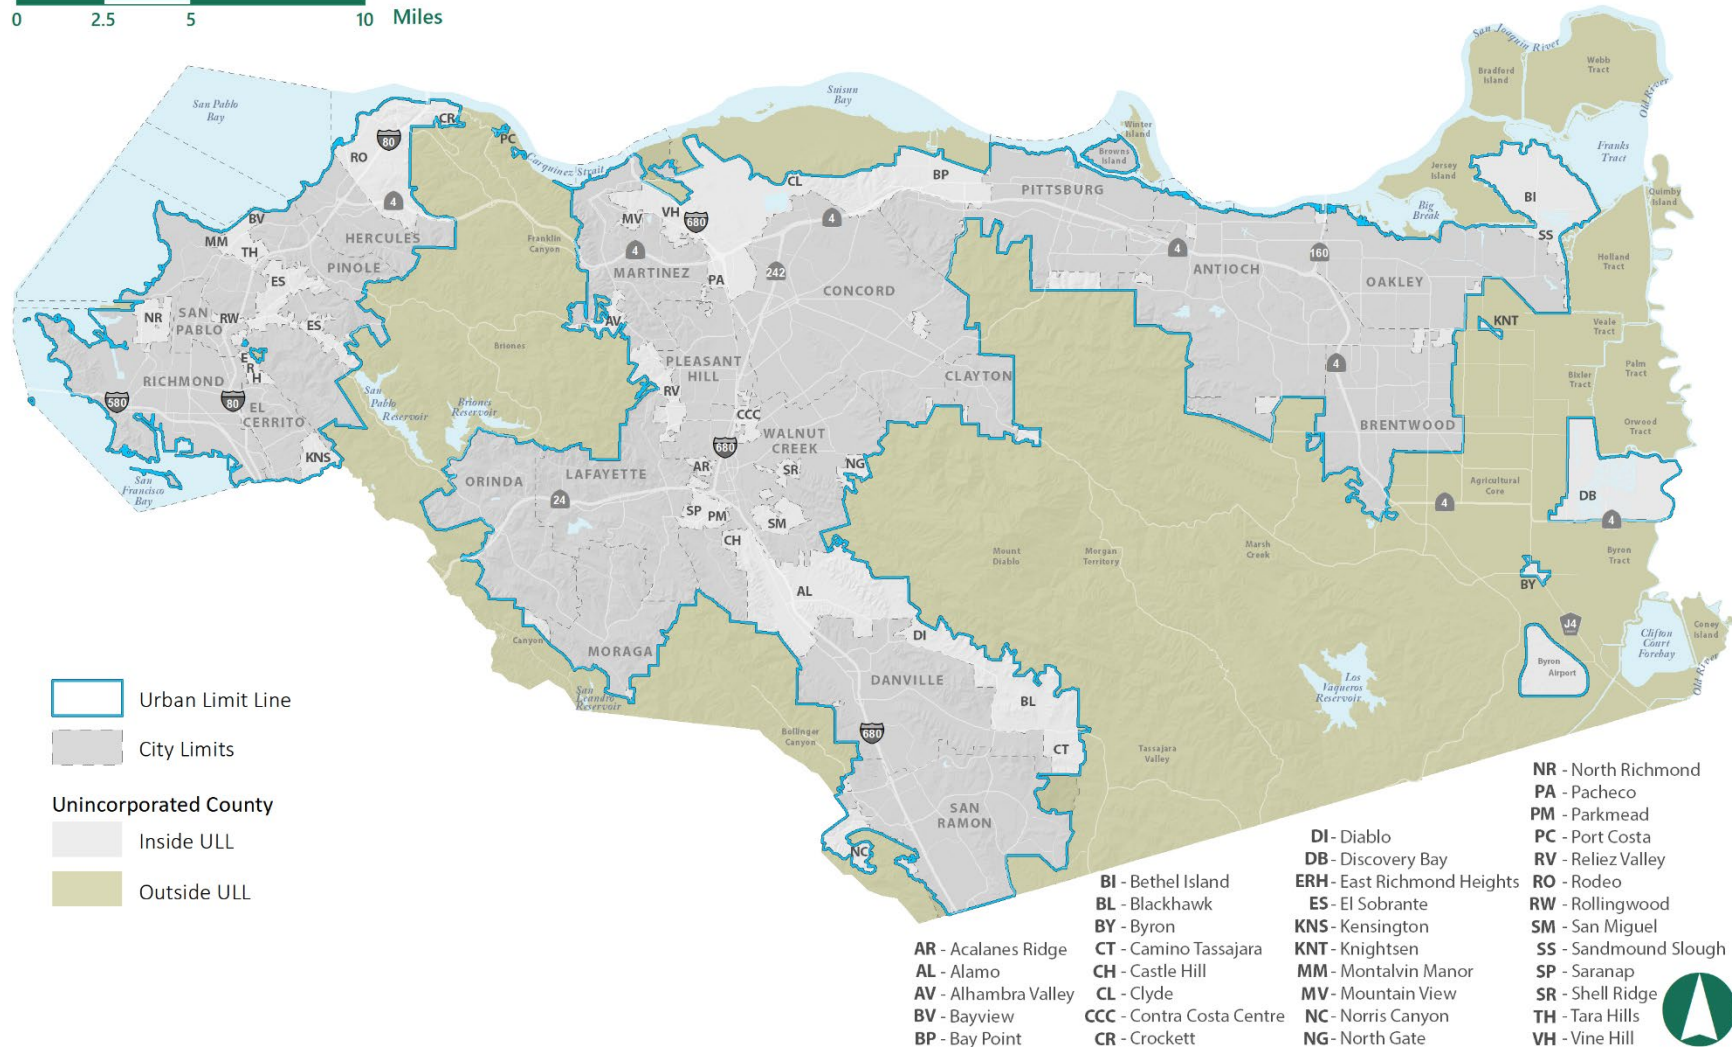 0 2.5 5 10 Miles
San Joaquin River
Bradford
Island
Webb
Tract
Old River
San Pablo
Bay
Suisun
Bay
Winter
Island
Browns
Island
Franks
Tract
Jersey
Island
Quimby
Island
CR
PC
Carquinez Strait
80
RO
4
CL
BP
PITTSBURG
BI
Big
Break
SS
BV
MM
TH
HERCULES
PINOLE
ES
Franklin
Canyon
MV
VH
680
4
4
MARTINEZ
PA
242
CONCORD
4
ANTIOCH
160
OAKLEY
Holland
Tract
NR
SAN
PABLO
RW
ES
AV
KNT
Veale
Tract
E
R
H
Briones
PLEASANT
HILL
RV
CLAYTON
4
Bixler
Tract
Palm
Tract
RICHMOND
580
80
EL
CERRITO
San
Pablo
Reservoir
Briones
Reservoir
CCC
680
WALNUT
CREEK
BRENTWOOD
Orwood
Tract
KNS
San
Francisco
Bay
ORINDA
LAFAYETTE
24
AR
SR
NG
Agricultural
Core
4
DB
4
SP
PM
SM
CH
Mount
Diablo
Morgan
Territory
Marsh
Creek
Byron
Tract
BY
AL
DI
J4
Coney
Island
Clifton
Court
Forebay
Old River
Canyon
MORAGA
San
Leandro
Reservoir
DANVILLE
BL
Los
Vaqueros
Reservoir
Byron
Airport
Bollinger
Canyon
680
CT
Tassajara
Valley
SAN
RAMON
NC
Urban Limit Line
City Limits
Unincorporated County
Inside ULL
Outside ULL
AR - Acalanes Ridge
AL - Alamo
AV - Alhambra Valley
BV - Bayview
BP - Bay Point
BI - Bethel Island
BL - Blackhawk
BY - Byron
CT - Camino Tassajara
CH - Castle Hill
CL - Clyde
CCC - Contra Costa Centre
CR - Crockett
DI - Diablo
DB - Discovery Bay
ERH - East Richmond Heights
ES - El Sobrante
KNS - Kensington
KNT - Knightsen
MM - Montalvin Manor
MV - Mountain View
NC - Norris Canyon
NG - North Gate
NR - North Richmond
PA - Pacheco
PM - Parkmead
PC - Port Costa
RV - Reliez Valley
RO - Rodeo
RW - Rollingwood
SM - San Miguel
SS - Sandmound Slough
SP - Saranap
SR - Shell Ridge
TH - Tara Hills
VH - Vine Hill